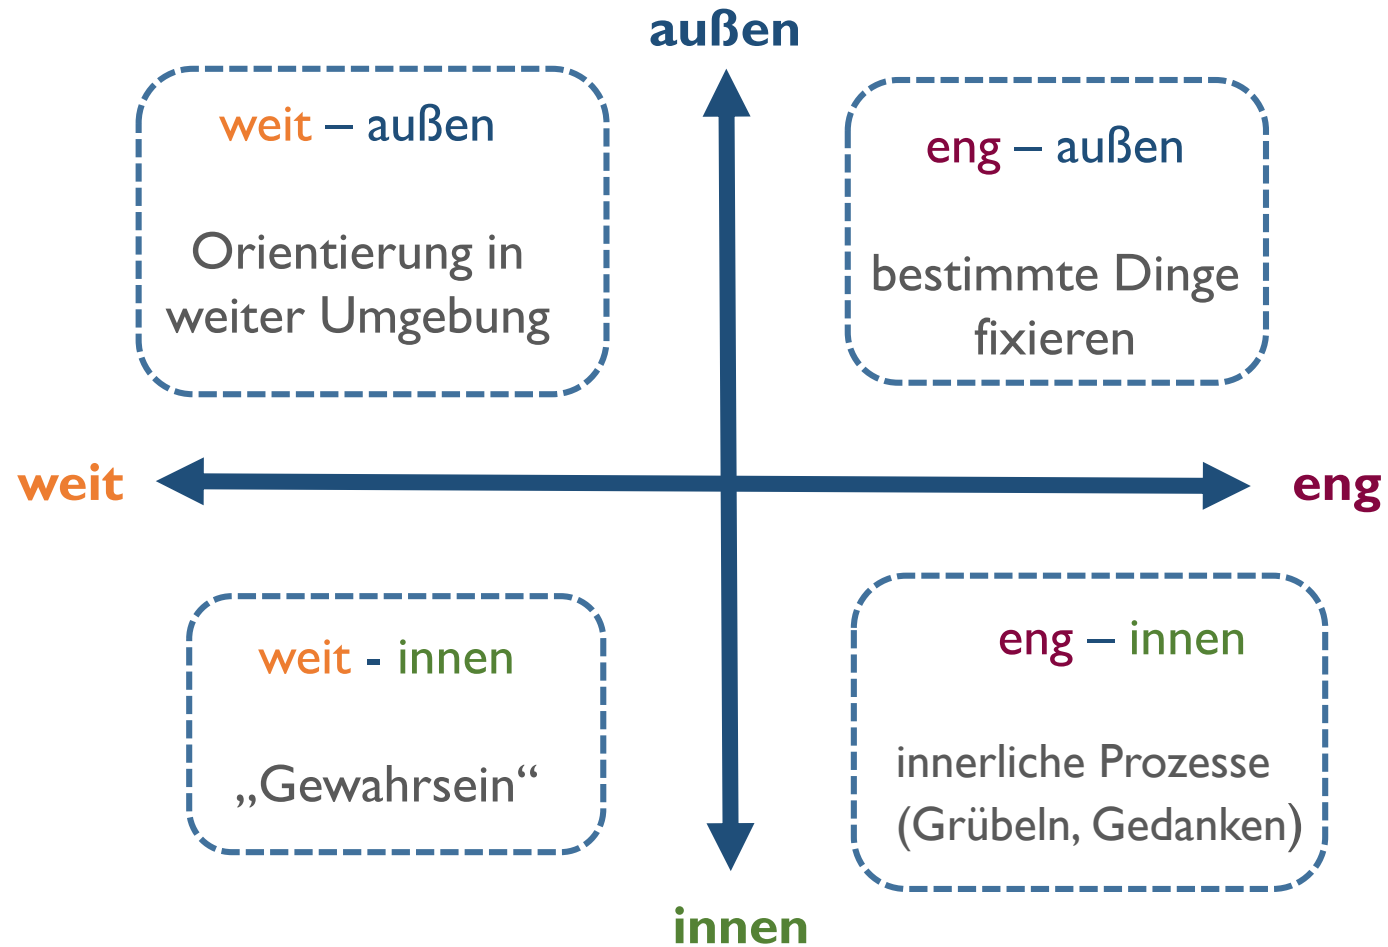 außen
weit – außen
Orientierung in
weiter Umgebung
eng – außen
bestimmte Dinge
fixieren
weit
eng
weit - innen
„Gewahrsein“
eng – innen
innerliche Prozesse
(Grübeln, Gedanken)
innen